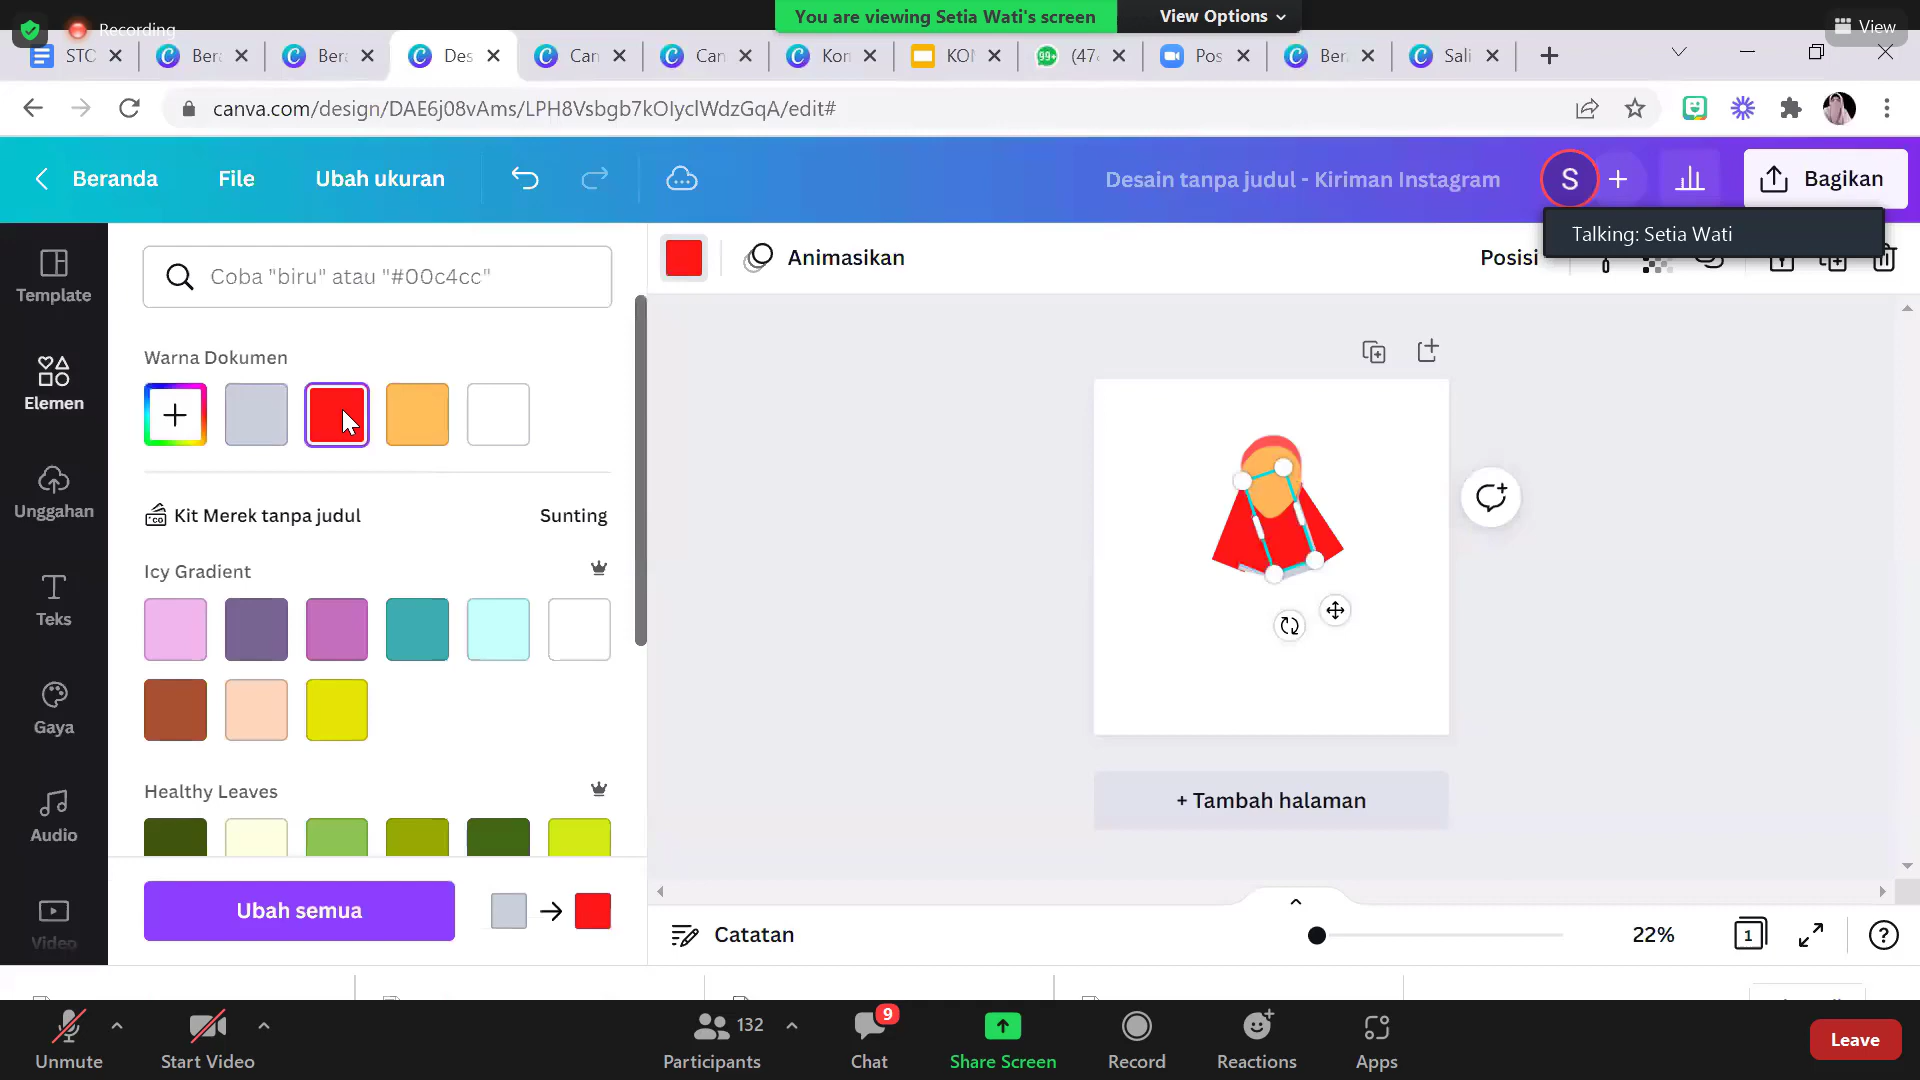 You are viewing Setia Wati's screen
View Options
Recording
View
STC
Ber
Ber
Des
Can
Can
Kon
KOI
99+
(47
Pos
Ber
Sali
canva.com/design/DAE6j08vAms/LPH8Vsbgb7kOIyclWdzGqA/edit#
Beranda
File
Ubah ukuran
Desain tanpa judul - Kiriman Instagram
S
Bagikan
Talking: Setia Wati
Template
Elemen
Unggahan
Teks
Gaya
Audio
Video
Coba "biru" atau "#00c4cc"
Animasikan
Posisi
Warna Dokumen
Kit Merek tanpa judul
Sunting
Icy Gradient
Healthy Leaves
Ubah semua
+ Tambah halaman
Catatan
22%
1
Unmute
Start Video
132
Participants
9
Chat
Share Screen
Record
Reactions
Apps
Leave